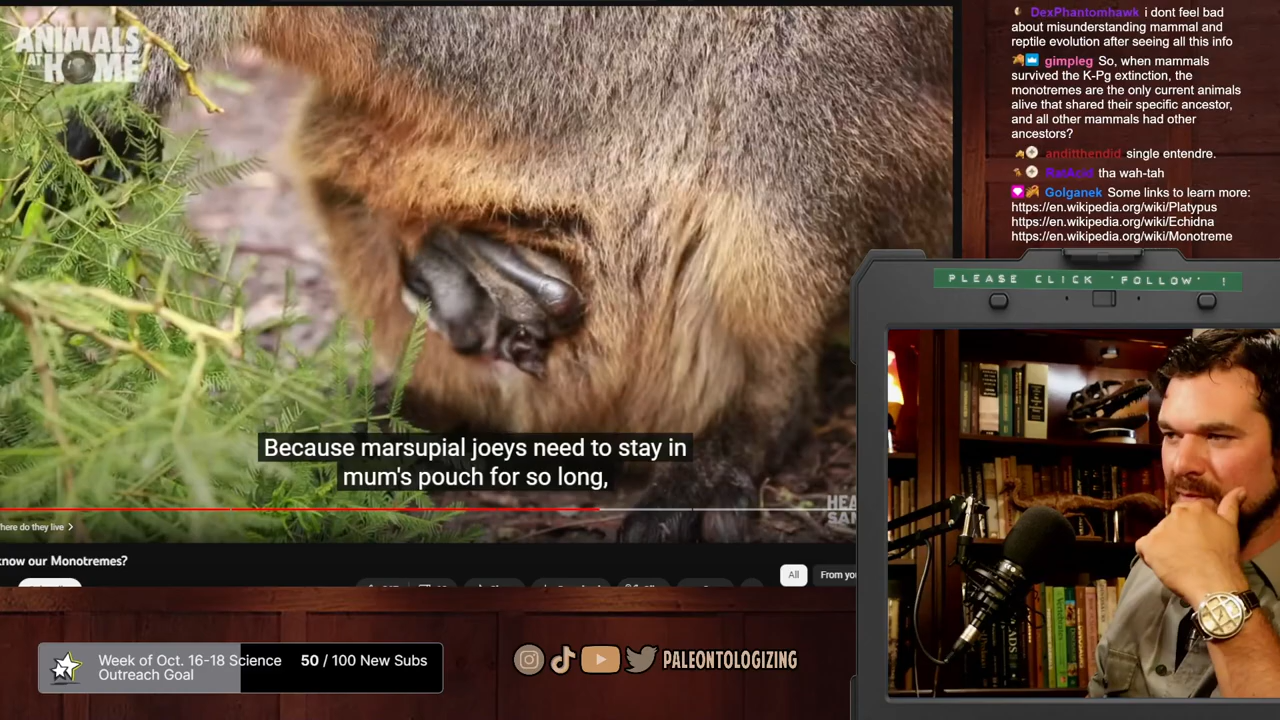 ANIMALS
AT HOME
Because marsupial joeys need to stay in
mum's pouch for so long,
here do they live >
know our Monotremes?
All
From you
Week of Oct. 16-18 Science
Outreach Goal
50 / 100 New Subs
PALEONTOLOGIZING
DexPhantomhawk i dont feel bad
about misunderstanding mammal and
reptile evolution after seeing all this info
gimpleg So, when mammals
survived the K-Pg extinction, the
monotremes are the only current animals
alive that shared their specific ancestor,
and all other mammals had other
ancestors?
anditthendid single entendre.
RatAcid tha wah-tah
Golganek Some links to learn more:
https://en.wikipedia.org/wiki/Platypus
https://en.wikipedia.org/wiki/Echidna
https://en.wikipedia.org/wiki/Monotreme
PLEASE CLICK 'FOLLOW' !